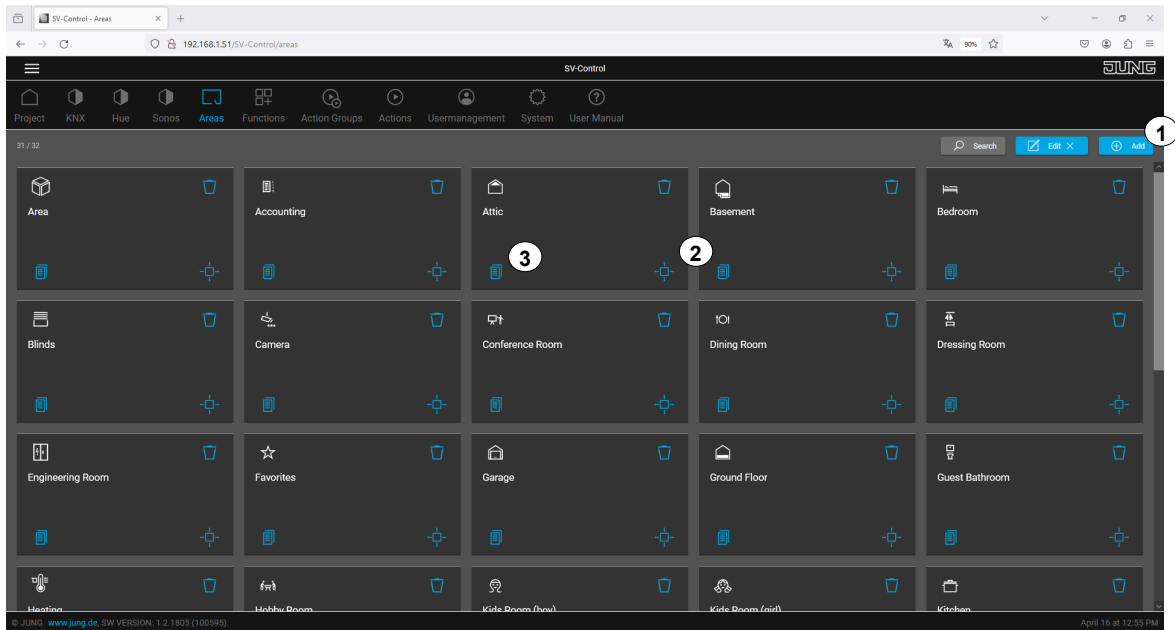 SV-Control - Areas
192.168.1.51/SV-Control/areas
90%
SV-Control
JUNG
Project KNX Hue Sonos Areas Functions Action Groups Actions Usermanagement System User Manual
31 / 32
Search Edit Add
1
Area Accounting Attic Basement Bedroom
3 2
Blinds Camera Conference Room Dining Room Dressing Room
Engineering Room Favorites Garage Ground Floor Guest Bathroom
Heating Hobby Room Kids Room (boy) Kids Room (girl) Kitchen
© JUNG www.jung.de, SW VERSION: 1.2.1805 (100595) April 16 at 12:55 PM